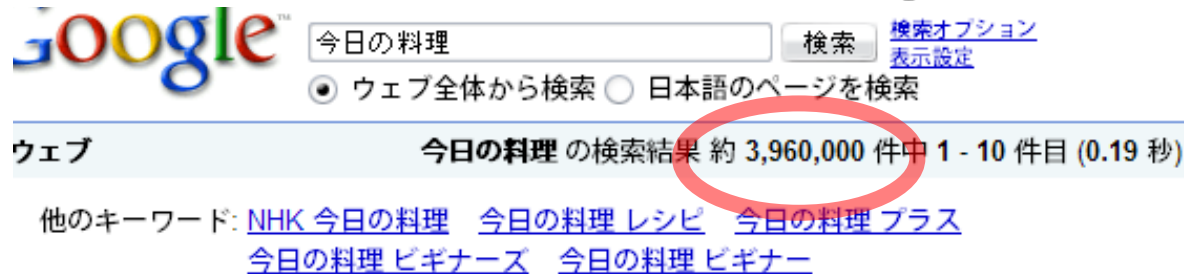 Google™
今日の料理 検索 検索オプション
表示設定
ウェブ全体から検索 日本語のページを検索
ウェブ 今日の料理 の検索結果 約 3,960,000 件中 1 - 10 件目 (0.19 秒)
他のキーワード: NHK 今日の料理 今日の料理 レシピ 今日の料理 プラス
今日の料理 ビギナーズ 今日の料理 ビギナー